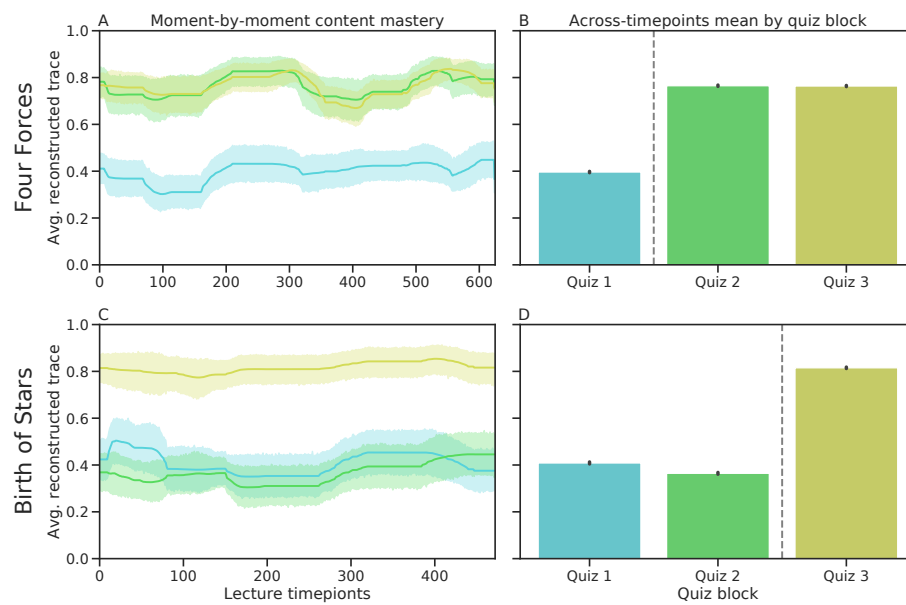 A Moment-by-moment content mastery
B Across-timepoints mean by quiz block
Four Forces
Avg. reconstructed trace
1.0
0.8
0.6
0.4
0.2
0.0
0 100 200 300 400 500 600
Quiz 1 Quiz 2 Quiz 3
C
D
Birth of Stars
Avg. reconstructed trace
1.0
0.8
0.6
0.4
0.2
0.0
0 100 200 300 400
Lecture timepionts
Quiz 1 Quiz 2 Quiz 3
Quiz block